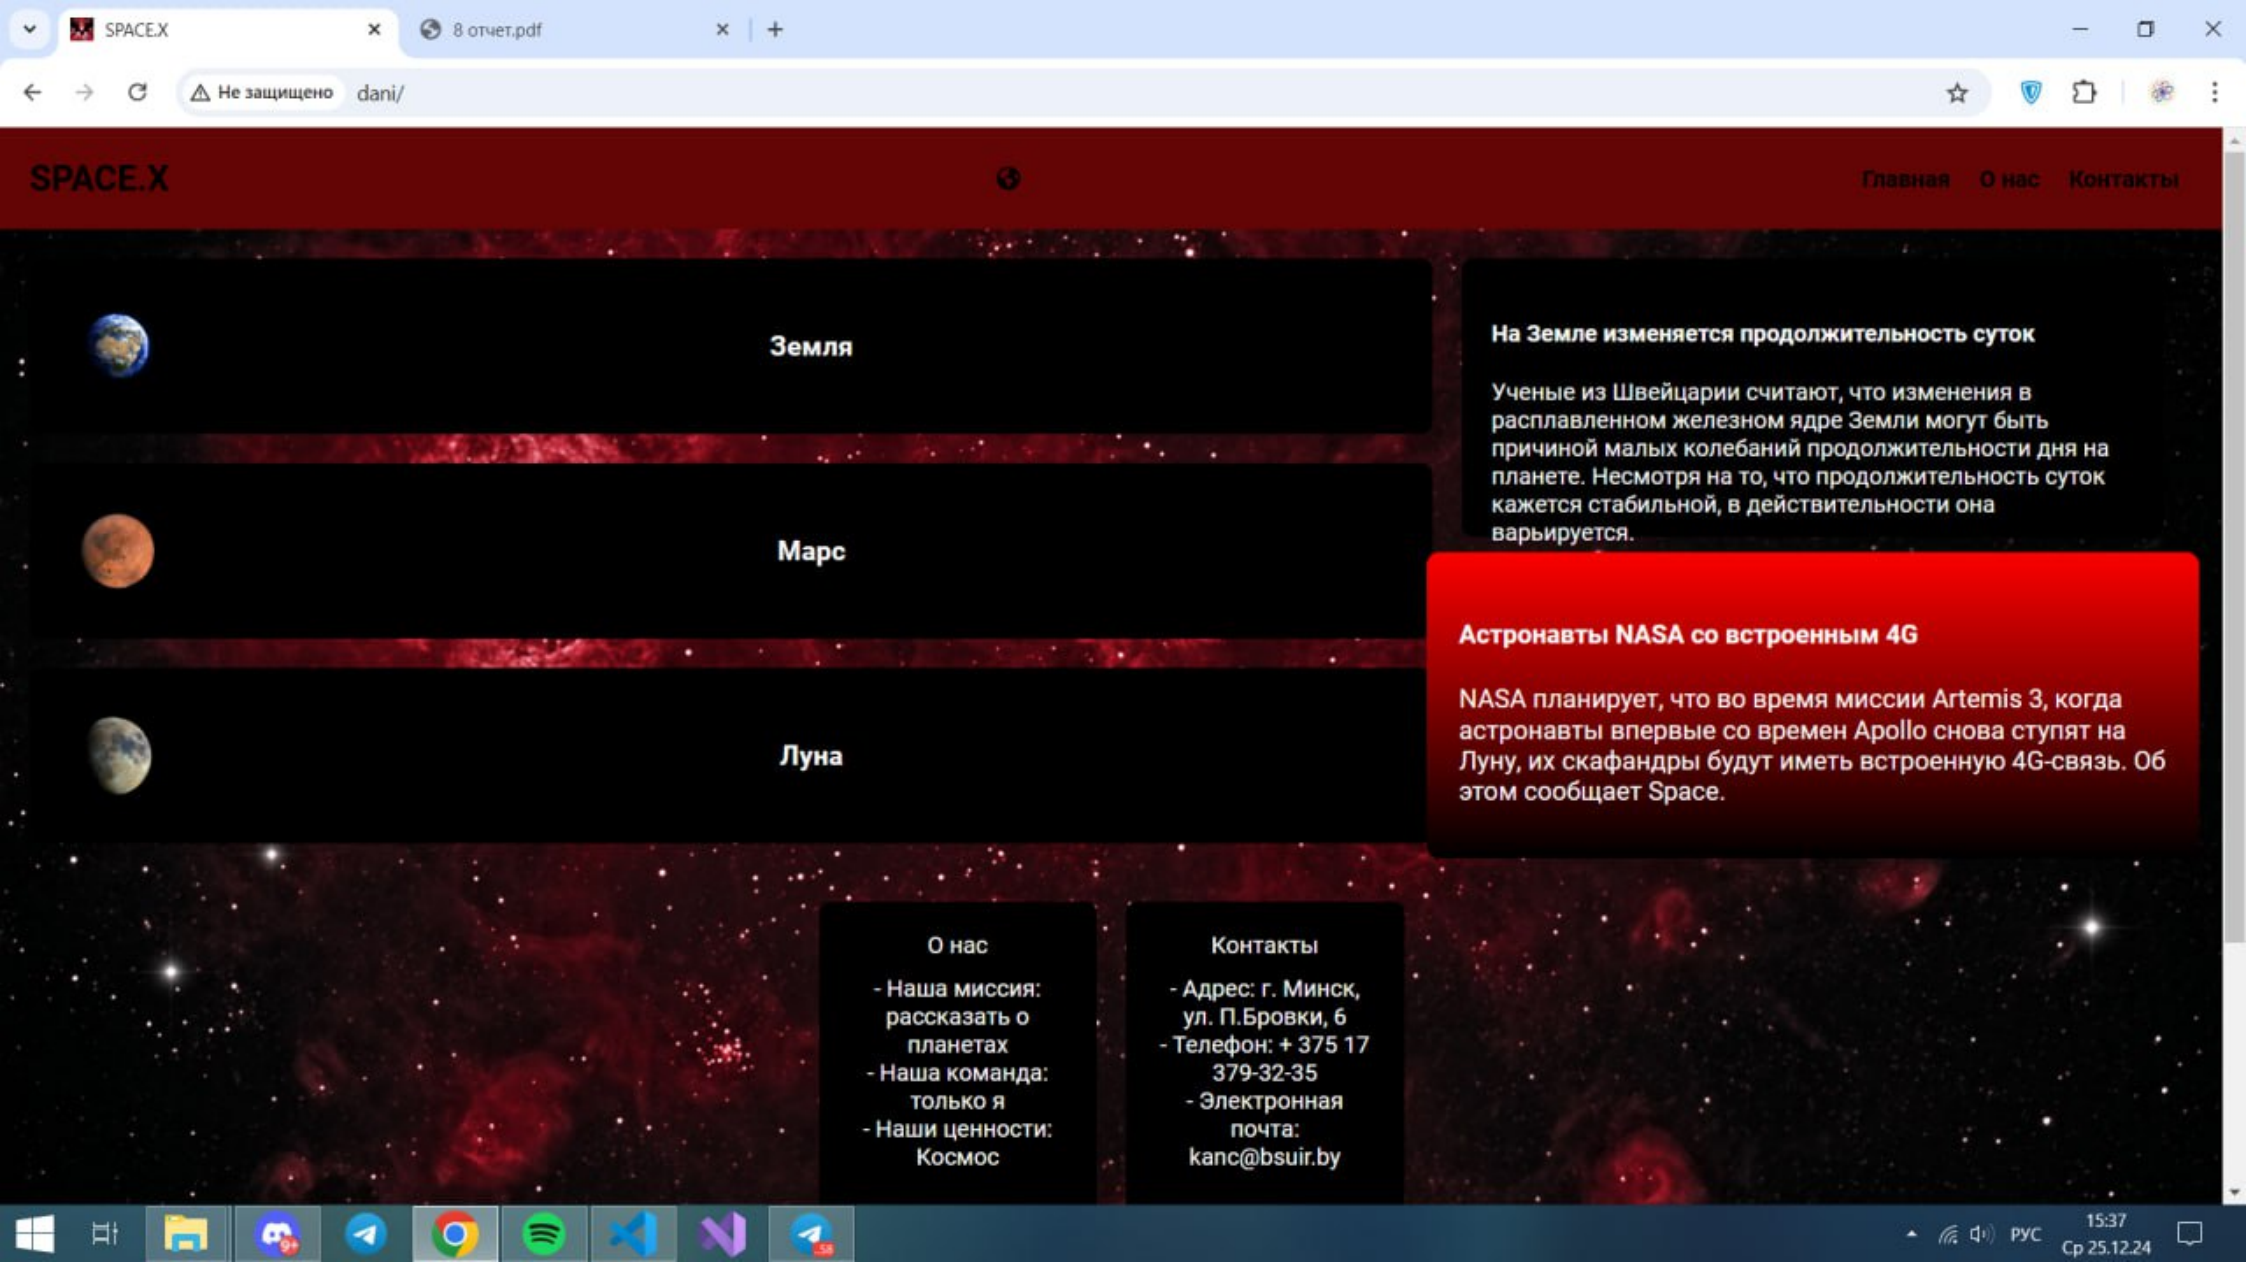 SPACE.X
8 отчет.pdf
Не защищено dani/
SPACE.X
Главная О нас Контакты
Земля
Марс
Луна
На Земле изменяется продолжительность суток
Ученые из Швейцарии считают, что изменения в
расплавленном железном ядре Земли могут быть
причиной малых колебаний продолжительности дня на
планете. Несмотря на то, что продолжительность суток
кажется стабильной, в действительности она
варьируется.
Астронавты NASA со встроенным 4G
NASA планирует, что во время миссии Artemis 3, когда
астронавты впервые со времен Apollo снова ступят на
Луну, их скафандры будут иметь встроенную 4G-связь. Об
этом сообщает Space.
О нас
- Наша миссия:
рассказать о
планетах
- Наша команда:
только я
- Наши ценности:
Космос
Контакты
- Адрес: г. Минск,
ул. П.Бровки, 6
- Телефон: + 375 17
379-32-35
- Электронная
почта:
kanc@bsuir.by
9+
58
РУС
15:37
Ср 25.12.24